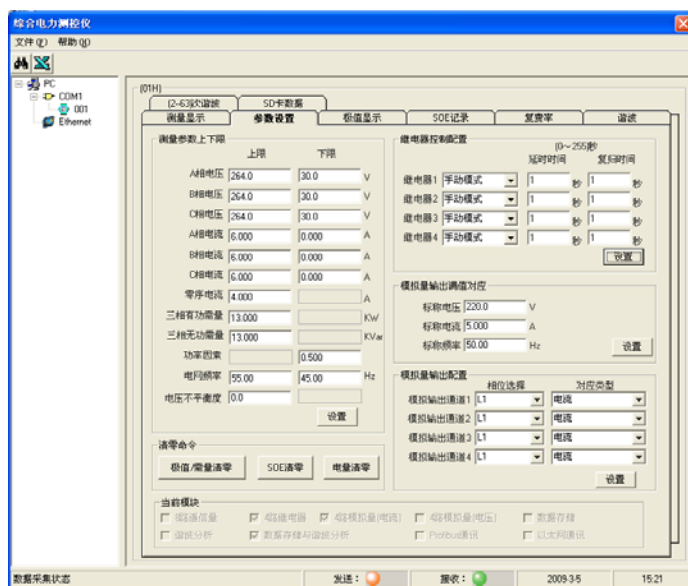 综合电力测控仪
文件(F) 帮助(H)
PC
COM1
001
Ethernet
(01H)
(2-63)次谐波 SD卡数据
测量显示 参数设置 极值显示 SOE记录 复费率 谐波
测量参数上下限
上限 下限
A相电压 264.0 30.0 V
B相电压 264.0 30.0 V
C相电压 264.0 30.0 V
A相电流 6.000 0.000 A
B相电流 6.000 0.000 A
C相电流 6.000 0.000 A
零序电流 4.000 A
三相有功需量 13.000 KW
三相无功需量 13.000 KVar
功率因素 0.500
电网频率 55.00 45.00 Hz
电压不平衡度 0.0
设置
清零命令
极值/需量清零 SOE清零 电量清零
继电器控制配置
(0～255)秒
延时时间 复归时间
继电器1 手动模式 1 秒 1 秒
继电器2 手动模式 1 秒 1 秒
继电器3 手动模式 1 秒 1 秒
继电器4 手动模式 1 秒 1 秒
设置
模拟量输出满值对应
标称电压 220.0 V
标称电流 5.000 A
标称频率 50.00 Hz
设置
模拟量输出配置
相位选择 对应类型
模拟输出通道1 L1 电流
模拟输出通道2 L1 电流
模拟输出通道3 L1 电流
模拟输出通道4 L1 电流
设置
当前模块
8路遥信量 4路继电器 4路模拟量(电流) 4路模拟量(电压) 数据存储
谐波分析 数据存储与谐波分析 Profibus通讯 以太网通讯
数据采集状态 发送： 接收： 2009-3-5 15:21